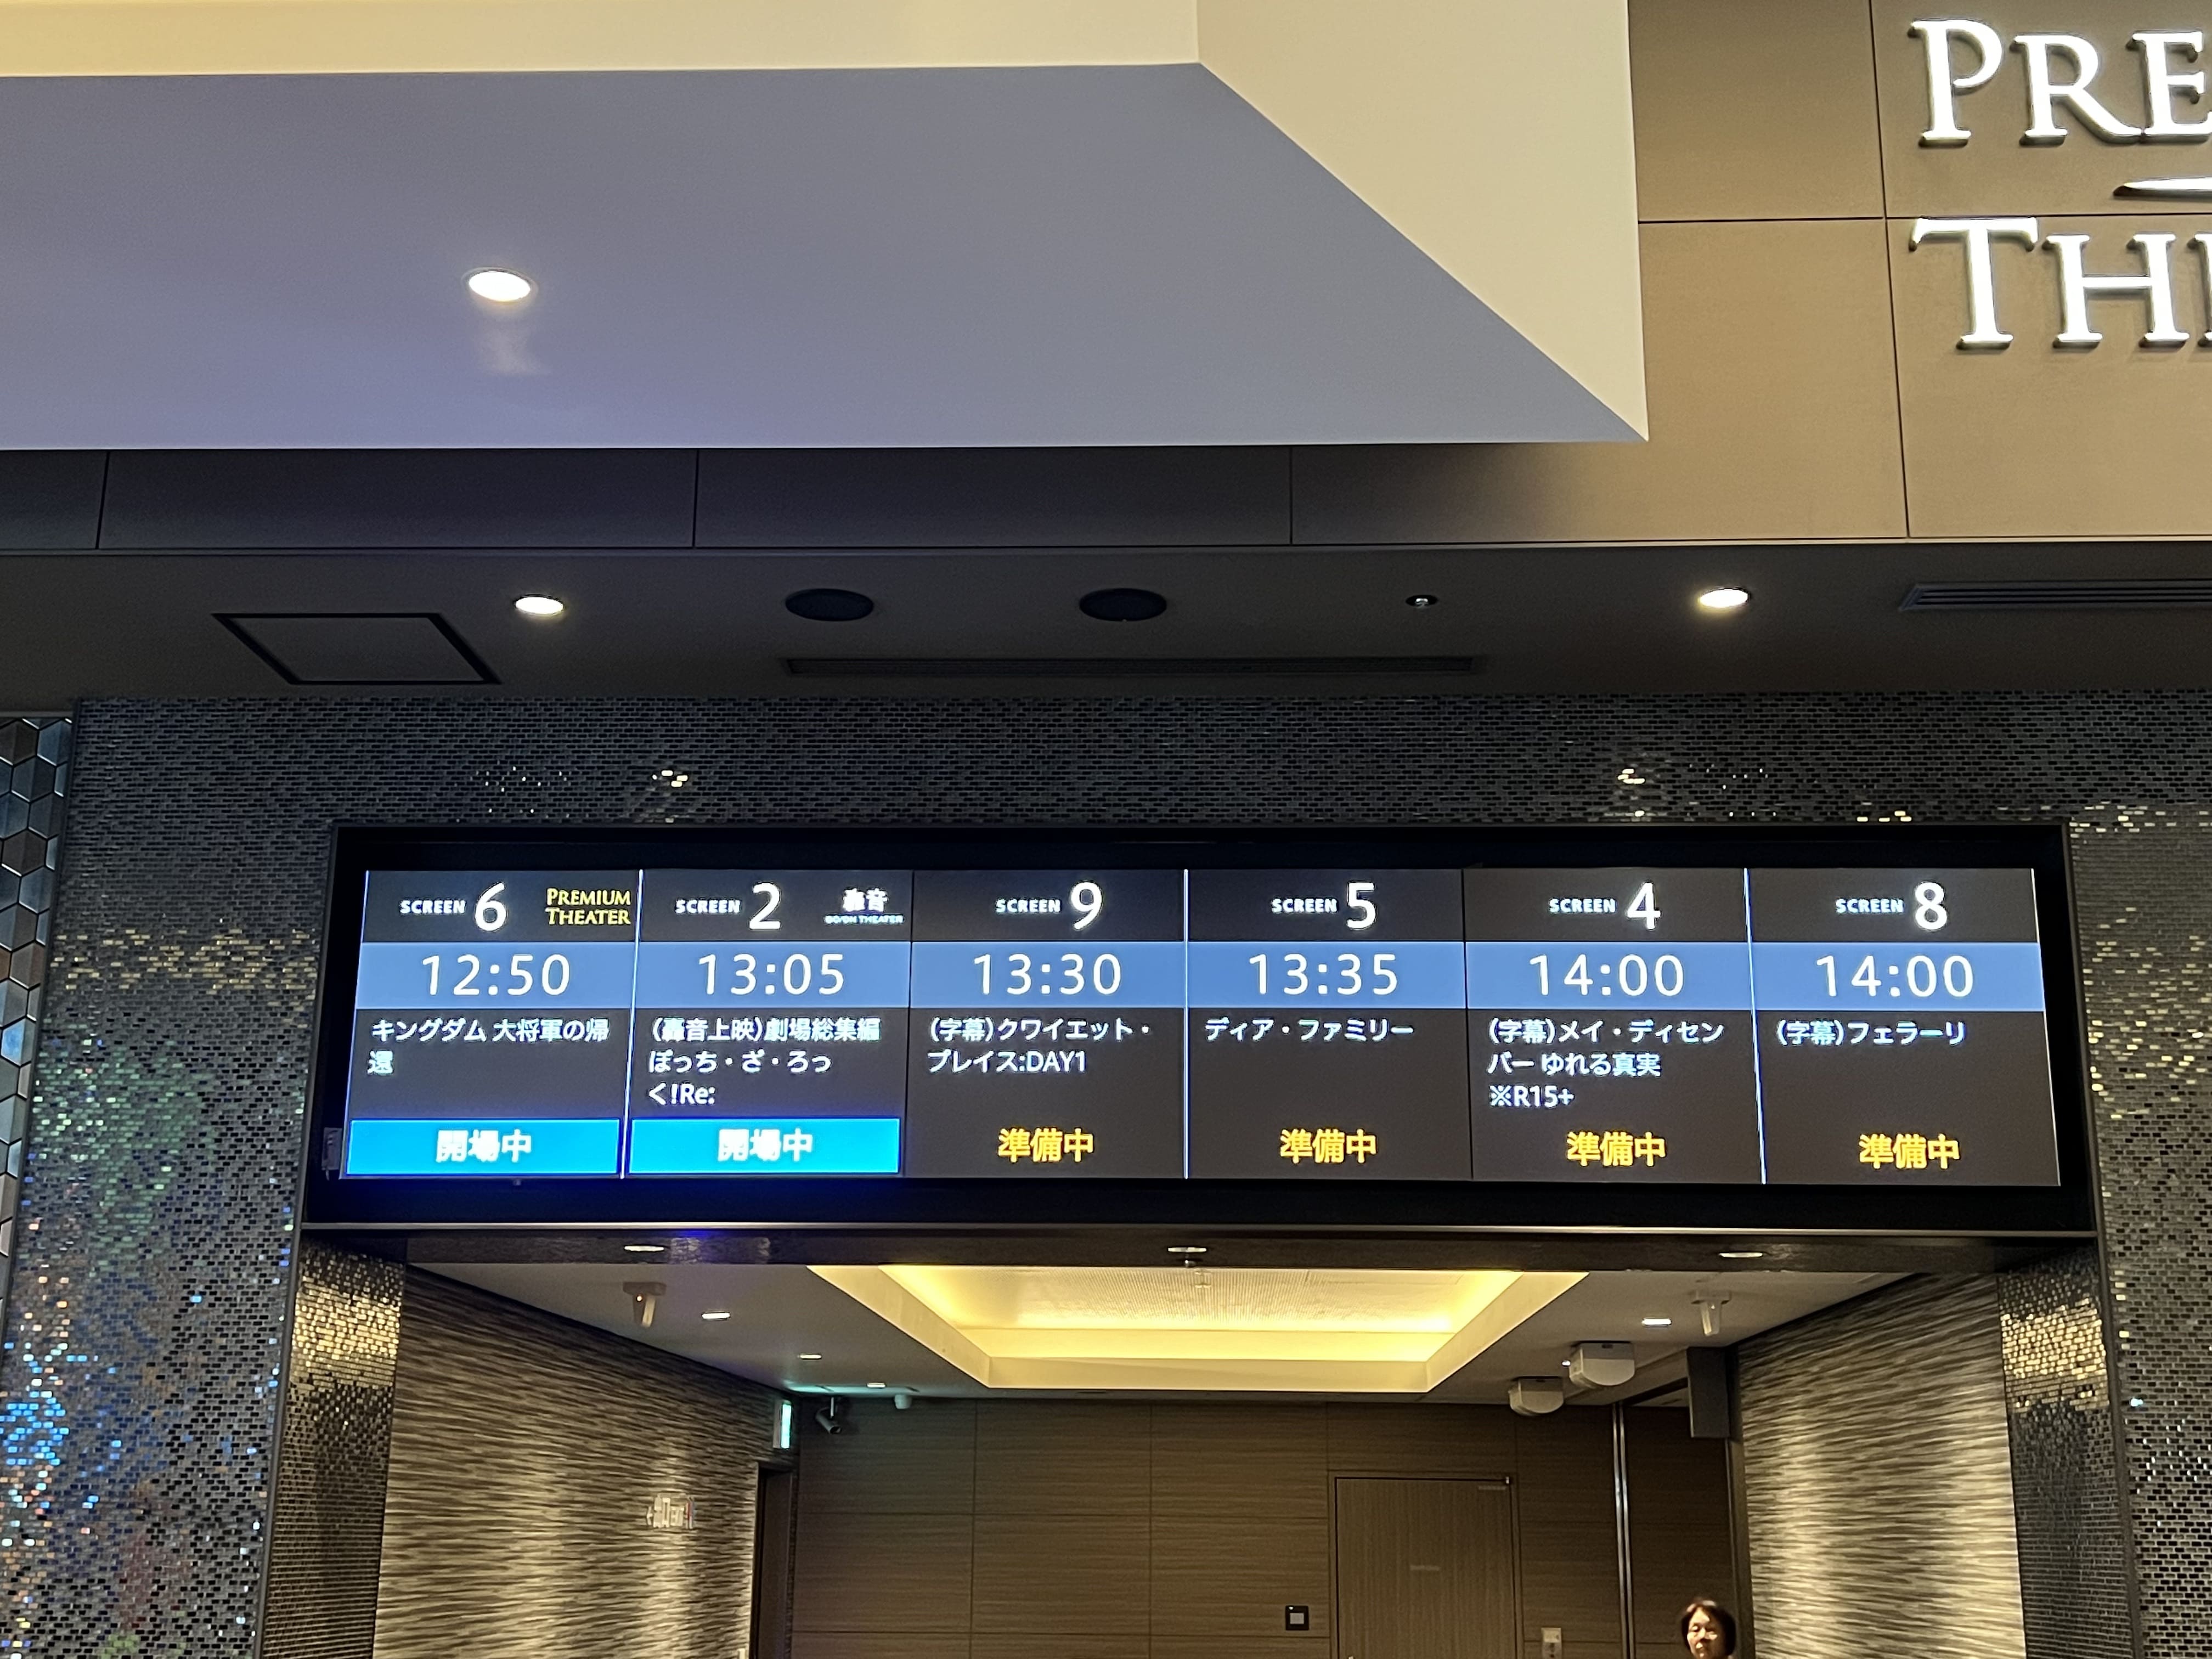 PRE
THE
SCREEN 6 PREMIUM THEATER
12:50
キングダム 大将軍の帰
還
開場中
SCREEN 2 轟音
GO/ON THEATER
13:05
(轟音上映)劇場総集編
ぼっち・ざ・ろっ
く!Re:
開場中
SCREEN 9
13:30
(字幕)クワイエット・
プレイス:DAY1
準備中
SCREEN 5
13:35
ディア・ファミリー
準備中
SCREEN 4
14:00
(字幕)メイ・ディセン
バー ゆれる真実
※R15+
準備中
SCREEN 8
14:00
(字幕)フェラーリ
準備中